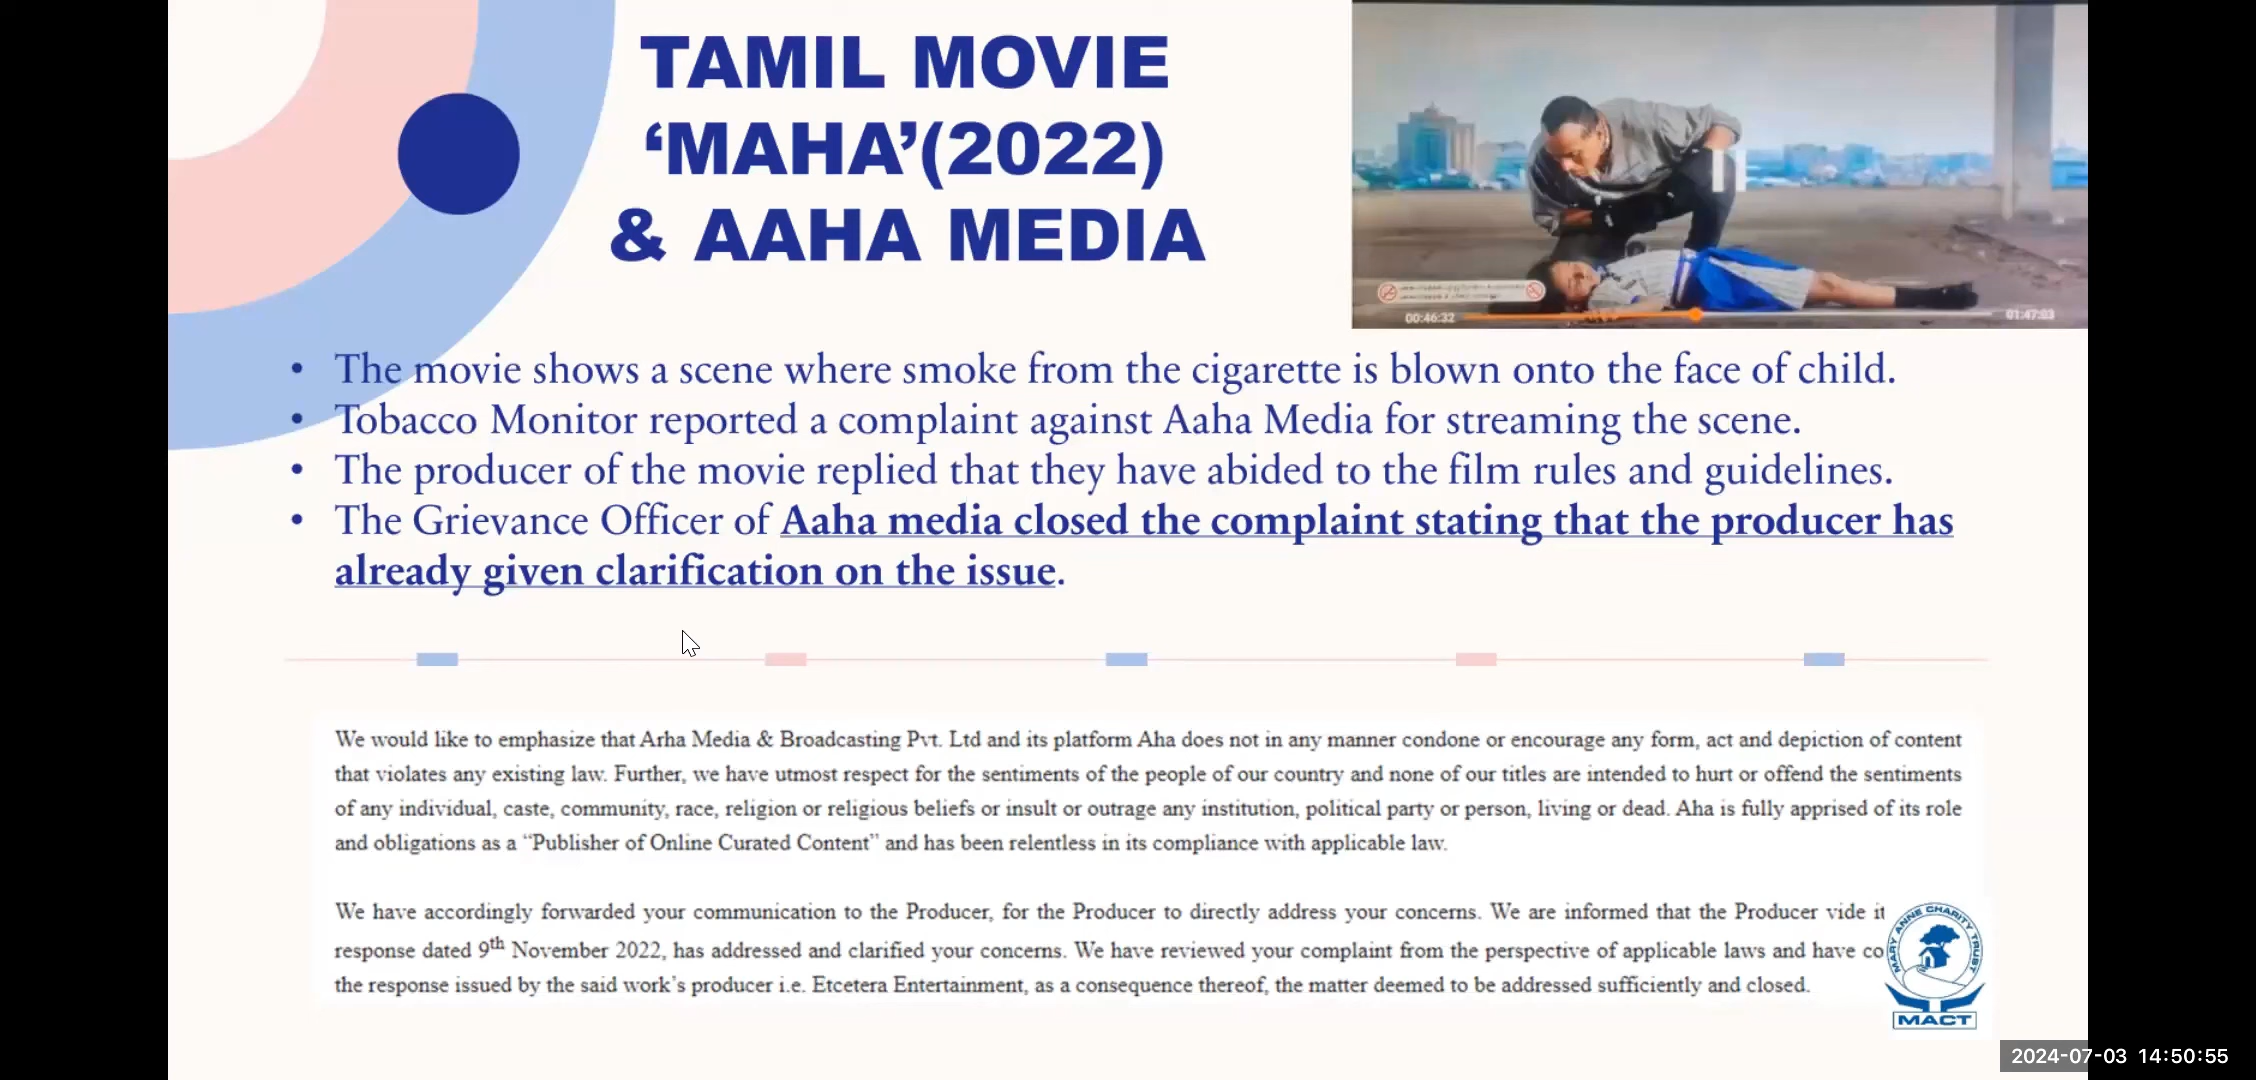 TAMIL MOVIE
‘MAHA’(2022)
& AAHA MEDIA
00:46:32
01:47:03
• The movie shows a scene where smoke from the cigarette is blown onto the face of child.
• Tobacco Monitor reported a complaint against Aaha Media for streaming the scene.
• The producer of the movie replied that they have abided to the film rules and guidelines.
• The Grievance Officer of Aaha media closed the complaint stating that the producer has
already given clarification on the issue.
We would like to emphasize that Arha Media & Broadcasting Pvt. Ltd and its platform Aha does not in any manner condone or encourage any form, act and depiction of content
that violates any existing law. Further, we have utmost respect for the sentiments of the people of our country and none of our titles are intended to hurt or offend the sentiments
of any individual, caste, community, race, religion or religious beliefs or insult or outrage any institution, political party or person, living or dead. Aha is fully apprised of its role
and obligations as a “Publisher of Online Curated Content” and has been relentless in its compliance with applicable law.
We have accordingly forwarded your communication to the Producer, for the Producer to directly address your concerns. We are informed that the Producer vide it
response dated 9th November 2022, has addressed and clarified your concerns. We have reviewed your complaint from the perspective of applicable laws and have co
the response issued by the said work’s producer i.e. Etcetera Entertainment, as a consequence thereof, the matter deemed to be addressed sufficiently and closed.
MARY ANNE CHARITY TRUST
MACT
2024-07-03 14:50:55